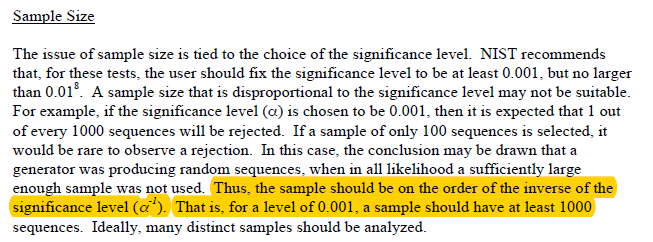 Sample Size
The issue of sample size is tied to the choice of the significance level. NIST recommends
that, for these tests, the user should fix the significance level to be at least 0.001, but no larger
than 0.01⁸. A sample size that is disproportional to the significance level may not be suitable.
For example, if the significance level (α) is chosen to be 0.001, then it is expected that 1 out
of every 1000 sequences will be rejected. If a sample of only 100 sequences is selected, it
would be rare to observe a rejection. In this case, the conclusion may be drawn that a
generator was producing random sequences, when in all likelihood a sufficiently large
enough sample was not used. Thus, the sample should be on the order of the inverse of the
significance level (α⁻¹). That is, for a level of 0.001, a sample should have at least 1000
sequences. Ideally, many distinct samples should be analyzed.